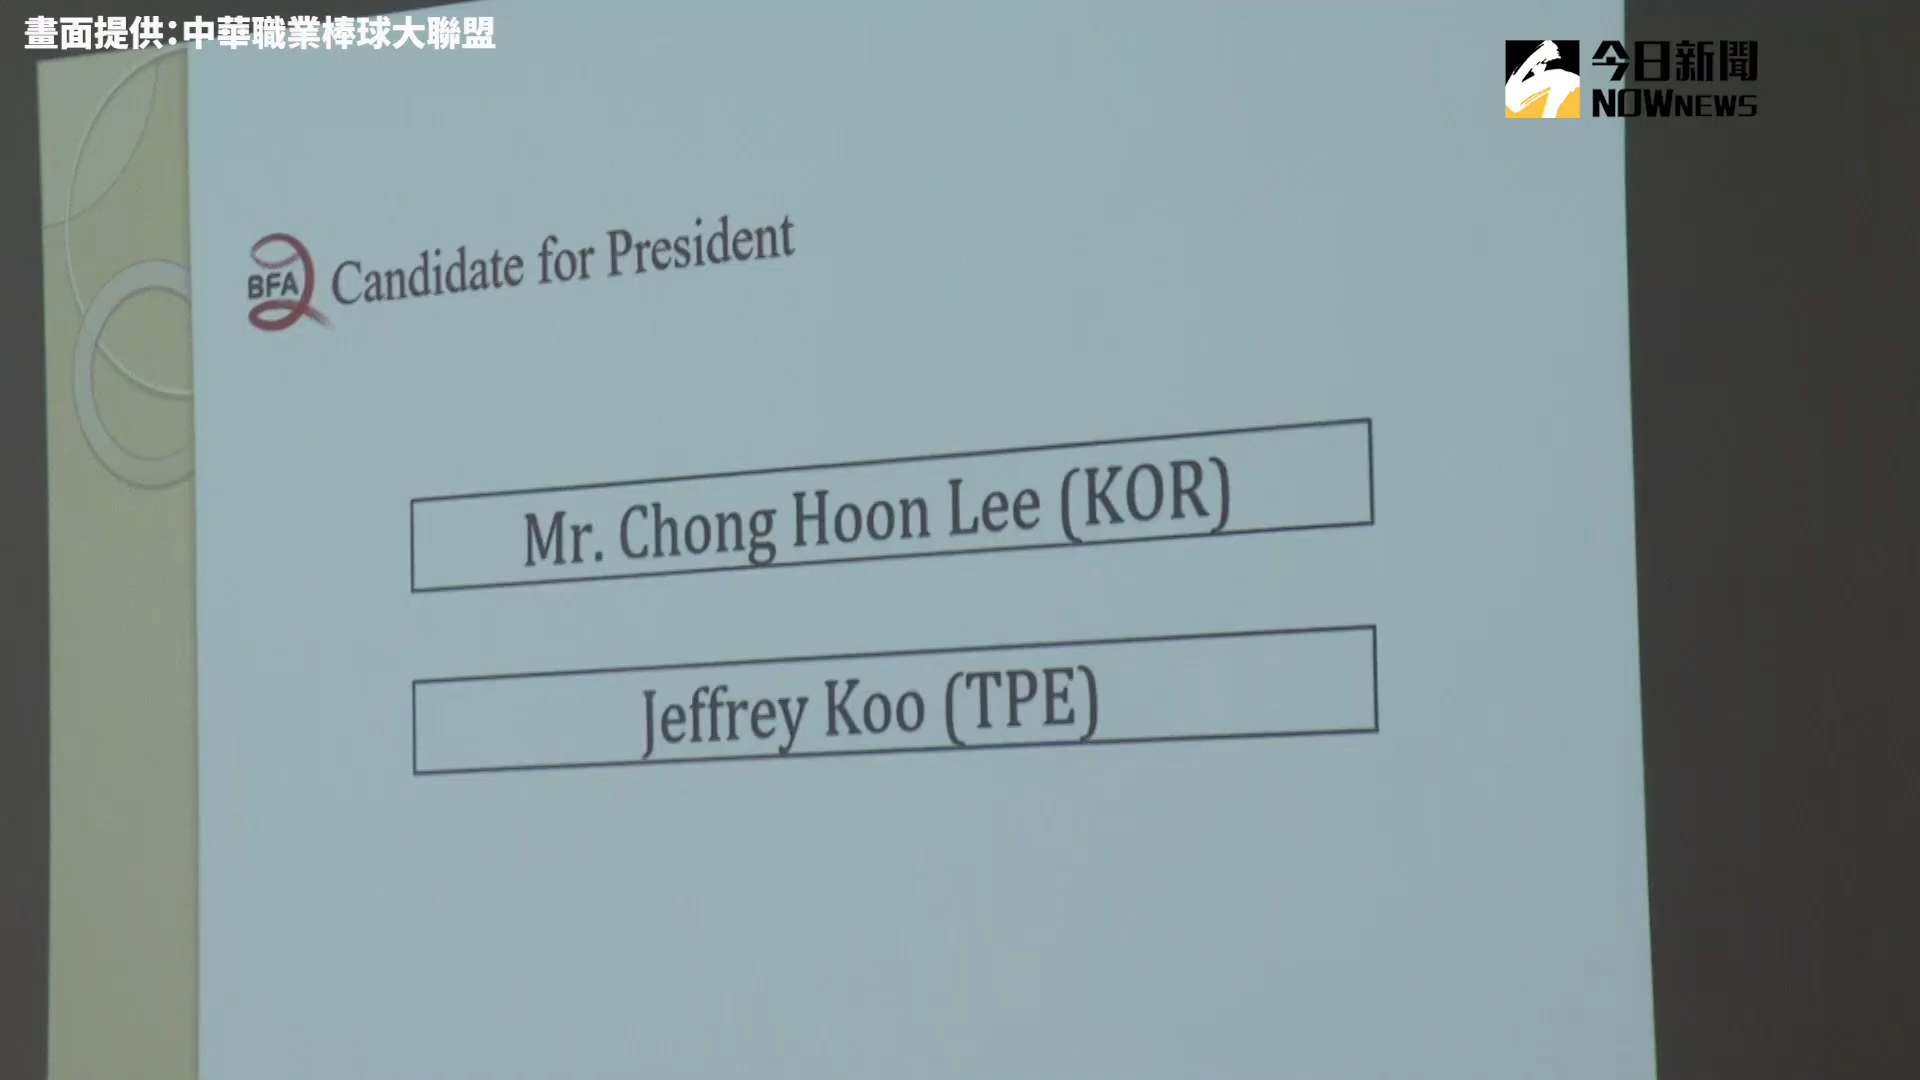 畫面提供:中華職業棒球大聯盟
今日新聞
NOWNEWS
BFA
Candidate for President
Mr. Chong Hoon Lee (KOR)
Jeffrey Koo (TPE)